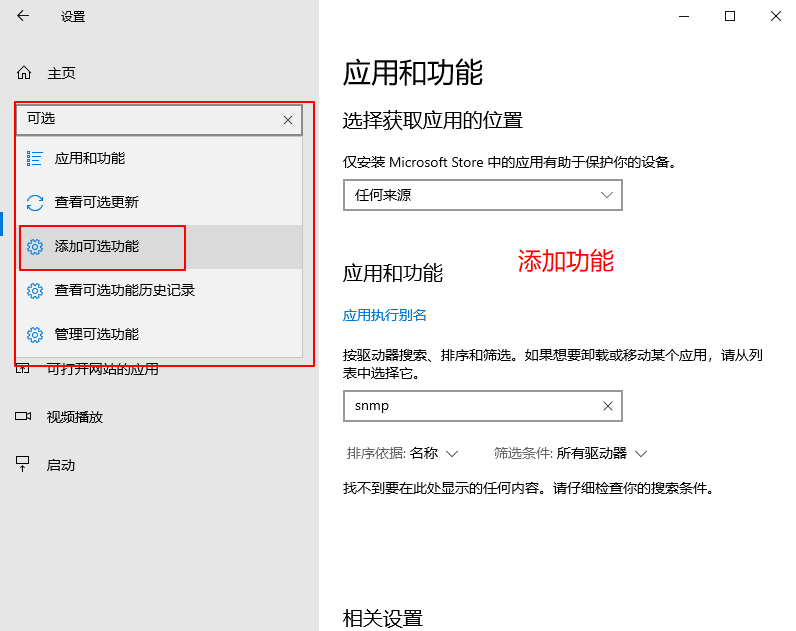 设置
主页
可选
应用和功能
查看可选更新
添加可选功能
查看可选功能历史记录
管理可选功能
可打开网站的应用
视频播放
启动
应用和功能
选择获取应用的位置
仅安装 Microsoft Store 中的应用有助于保护你的设备。
任何来源
添加功能
应用和功能
应用执行别名
按驱动器搜索、排序和筛选。如果想要卸载或移动某个应用，请从列
表中选择它。
snmp
排序依据: 名称 筛选条件: 所有驱动器
找不到要在此处显示的任何内容。请仔细检查你的搜索条件。
相关设置